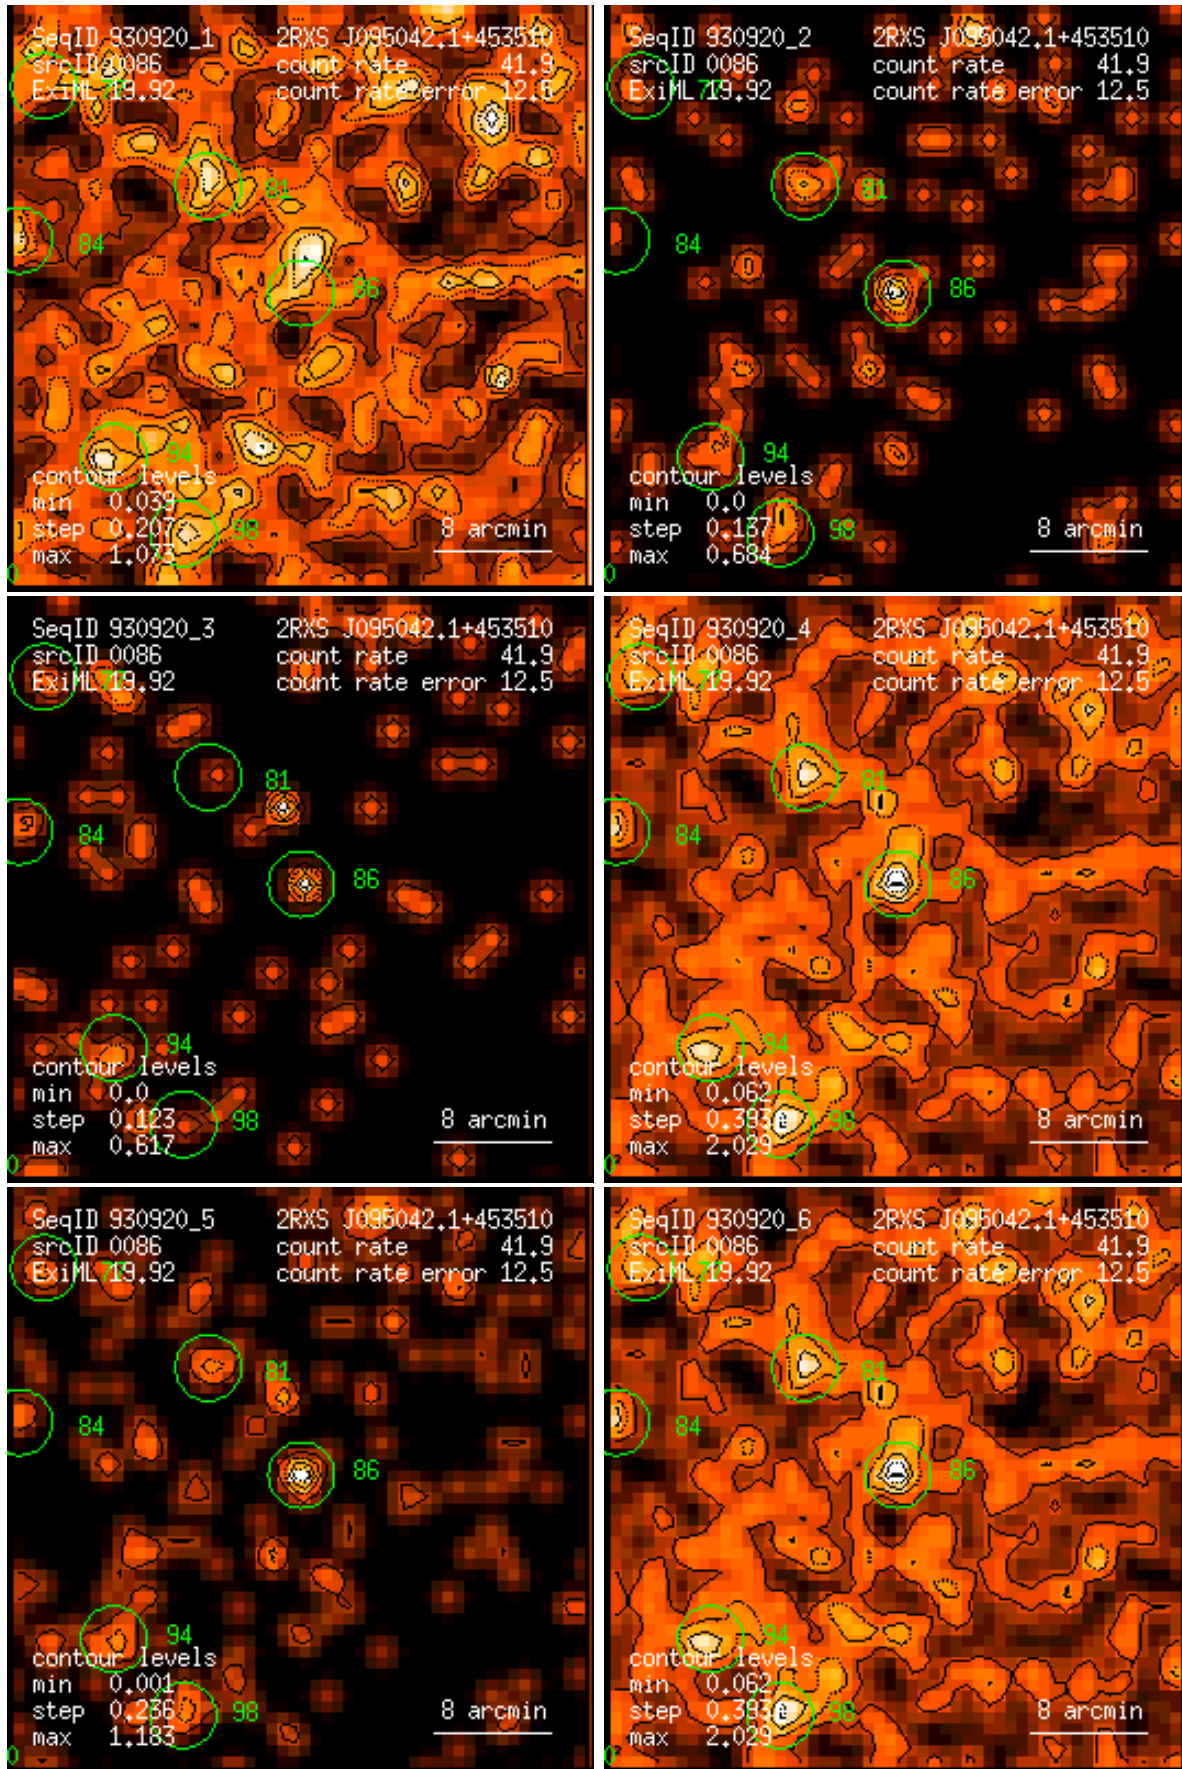 SeqID 930920_1 2RXS J095042.1+453510
srcID 0086 count rate 41.9
ExiML 19.92 count rate error 12.5
77
81
84
86
94
contour levels
min 0.039
step 0.207
98
8 arcmin
max 1.073
0
SeqID 930920_2 2RXS J095042.1+453510
srcID 0086 count rate 41.9
ExiML 19.92 count rate error 12.5
77
81
84
86
94
contour levels
min 0.0
step 0.137
98
8 arcmin
max 0.684
0
SeqID 930920_3 2RXS J095042.1+453510
srcID 0086 count rate 41.9
ExiML 19.92 count rate error 12.5
77
81
84
86
94
contour levels
min 0.0
step 0.123
98
8 arcmin
max 0.617
0
SeqID 930920_4 2RXS J095042.1+453510
srcID 0086 count rate 41.9
ExiML 19.92 count rate error 12.5
77
81
84
86
94
contour levels
min 0.062
step 0.393
98
8 arcmin
max 2.029
0
SeqID 930920_5 2RXS J095042.1+453510
srcID 0086 count rate 41.9
ExiML 19.92 count rate error 12.5
77
81
84
86
94
contour levels
min 0.001
step 0.236
98
8 arcmin
max 1.183
0
SeqID 930920_6 2RXS J095042.1+453510
srcID 0086 count rate 41.9
ExiML 19.92 count rate error 12.5
77
81
84
86
94
contour levels
min 0.062
step 0.393
98
8 arcmin
max 2.029
0